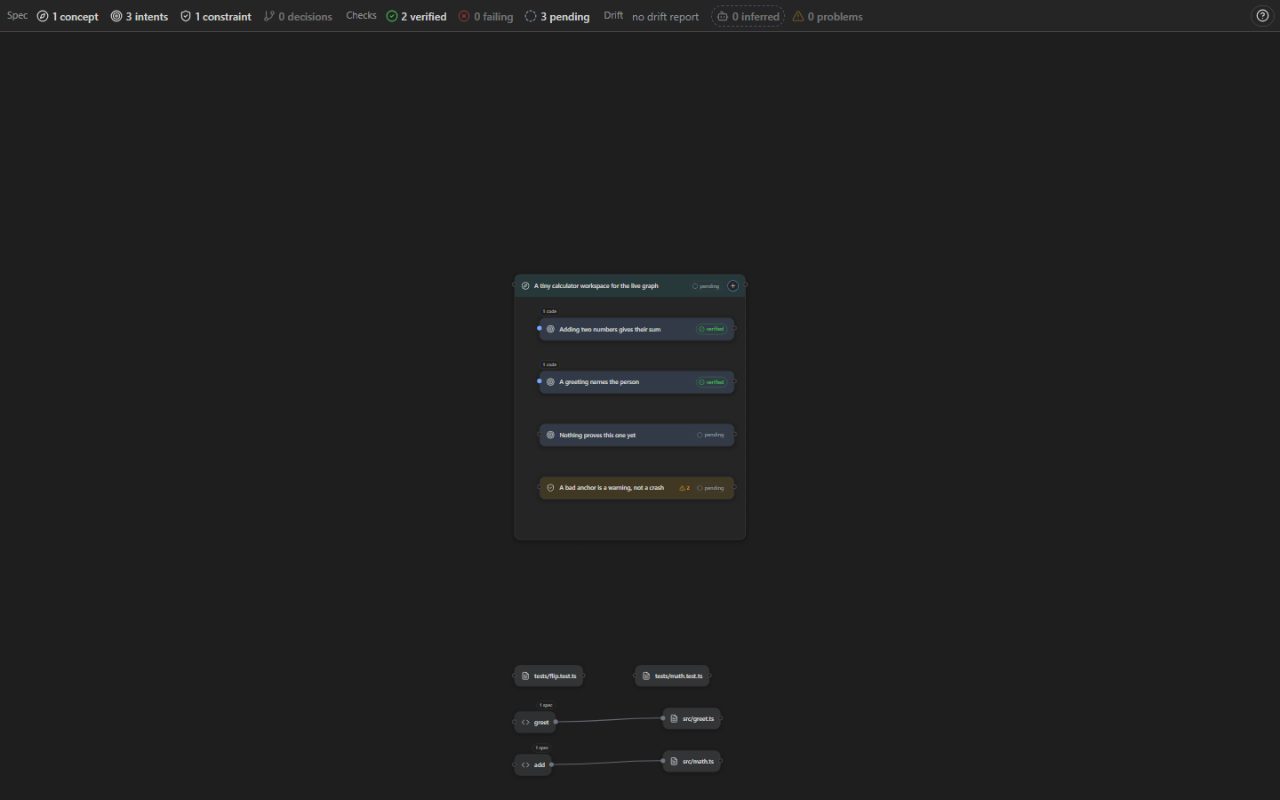 Spec 1 concept 3 intents 1 constraint 0 decisions Checks 2 verified 0 failing 3 pending Drift no drift report 0 inferred 0 problems
A tiny calculator workspace for the live graph pending
1 code
Adding two numbers gives their sum verified
1 code
A greeting names the person verified
Nothing proves this one yet pending
A bad anchor is a warning, not a crash 2 pending
tests/flip.test.ts tests/math.test.ts
1 spec
greet src/greet.ts
1 spec
add src/math.ts